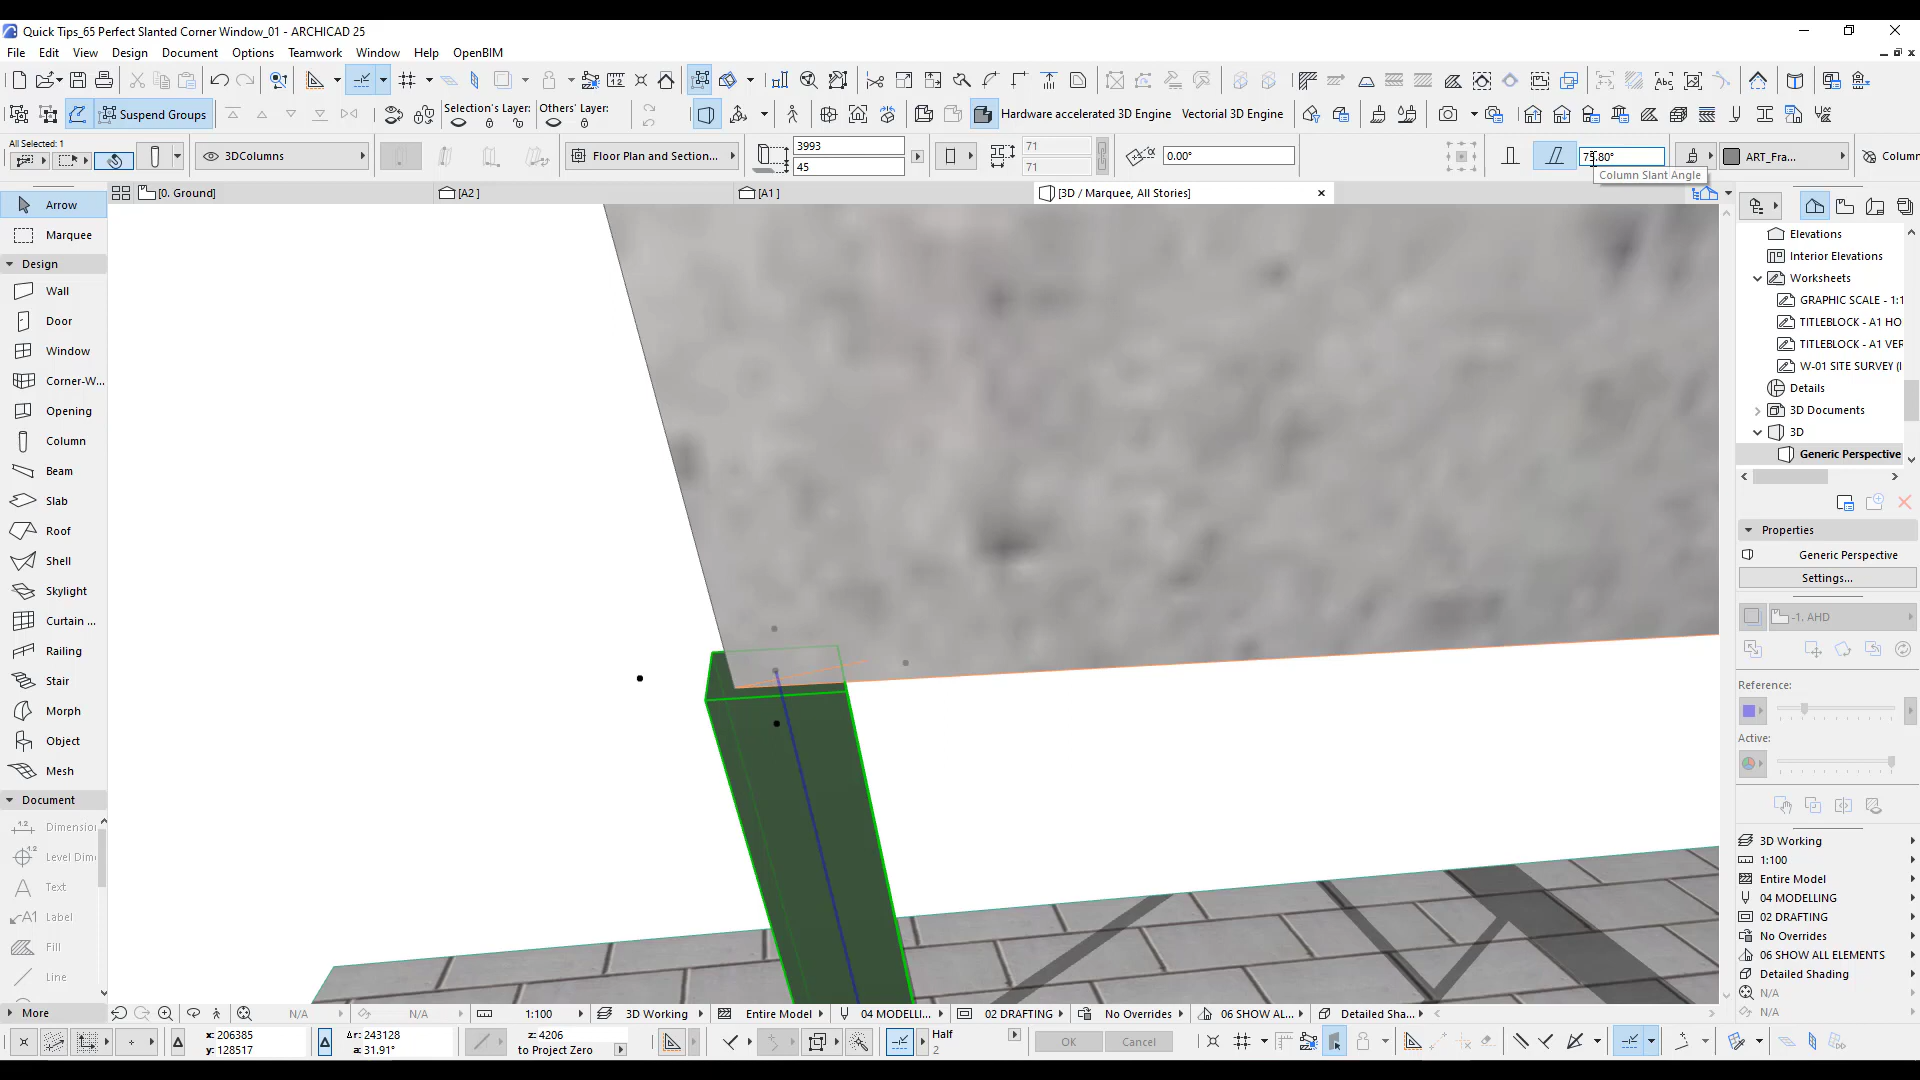 Quick Tips_65 Perfect Slanted Corner Window_01 - ARCHICAD 25
File Edit View Design Document Options Teamwork Window Help OpenBIM
Suspend Groups
Selection's Layer: Others' Layer:
Hardware accelerated 3D Engine Vectorial 3D Engine
All Selected: 1
3DColumns
Floor Plan and Section...
3993
45
71
71
0.00°
ART_Fra...
Column
Column Slant Angle
[0. Ground] [A2 ] [A1 ] [3D / Marquee, All Stories]
Arrow
Marquee
Design
Wall
Door
Window
Corner-W...
Opening
Column
Beam
Slab
Roof
Shell
Skylight
Curtain ...
Railing
Stair
Morph
Object
Mesh
Document
Dimension
Level Dim
Text
Label
Fill
Line
More
Elevations
Interior Elevations
Worksheets
GRAPHIC SCALE - 1:1
TITLEBLOCK - A1 HO
TITLEBLOCK - A1 VER
W-01 SITE SURVEY (I
Details
3D Documents
3D
Generic Perspective
Properties
Generic Perspective
Settings...
-1. AHD
Reference:
Active:
3D Working
1:100
Entire Model
04 MODELLING
02 DRAFTING
No Overrides
06 SHOW ALL ELEMENTS
Detailed Shading
N/A
N/A
N/A N/A 1:100 3D Working Entire Model 04 MODELLI... 02 DRAFTING No Overrides 06 SHOW AL... Detailed Sha...
x: 206385
y: 128517
Δr: 243128
a: 31.91°
z: 4206
to Project Zero
Half
2
OK Cancel